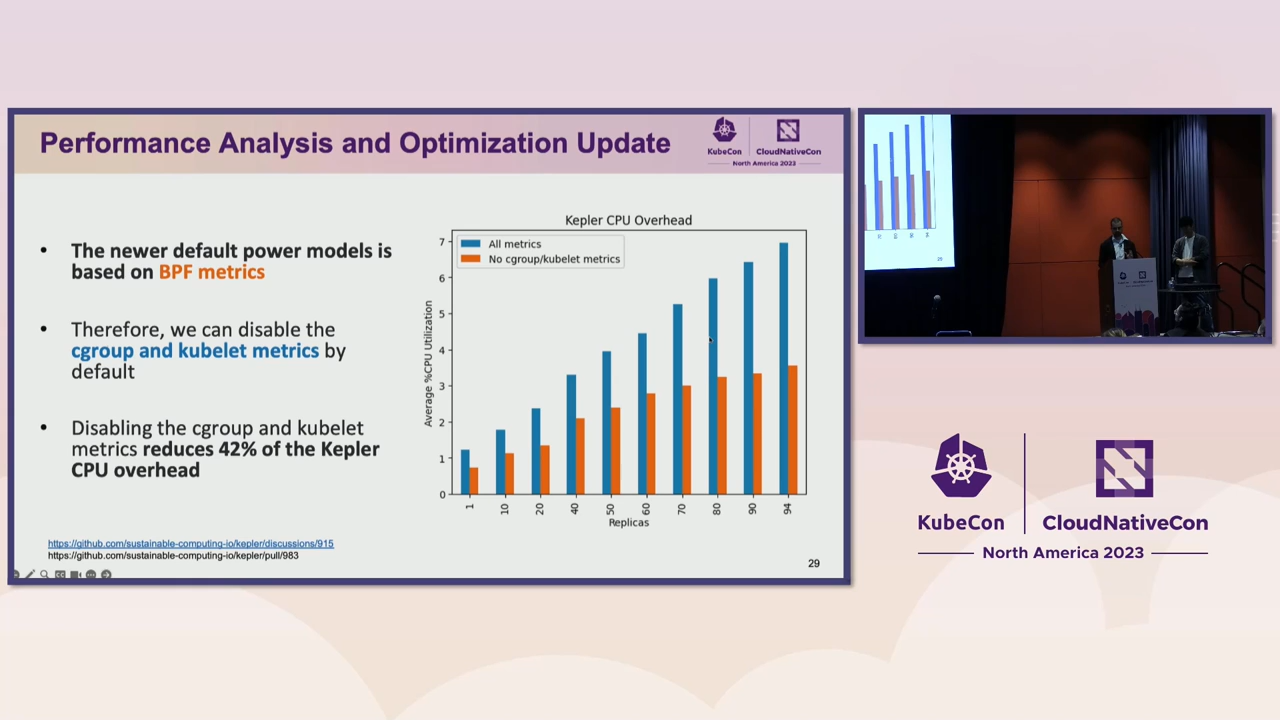 Performance Analysis and Optimization Update
KubeCon
CloudNativeCon
North America 2023
• The newer default power models is
based on BPF metrics
• Therefore, we can disable the
cgroup and kubelet metrics by
default
• Disabling the cgroup and kubelet
metrics reduces 42% of the Kepler
CPU overhead
Kepler CPU Overhead
All metrics
No cgroup/kubelet metrics
Average %CPU Utilization
7
6
5
4
3
2
1
0
1 10 20 40 50 60 70 80 90 94
Replicas
https://github.com/sustainable-computing-io/kepler/discussions/915
https://github.com/sustainable-computing-io/kepler/pull/983
29
KubeCon
CloudNativeCon
North America 2023